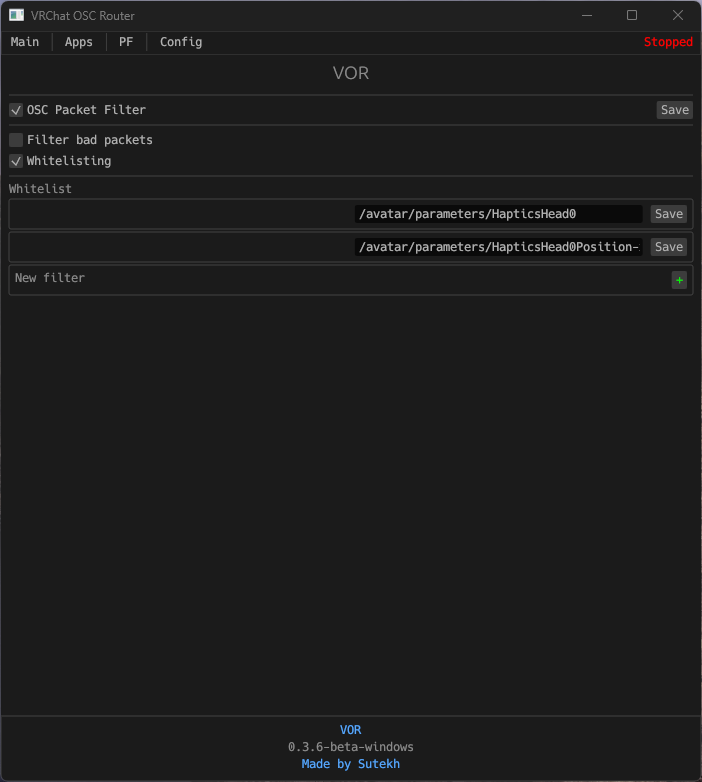 VRChat OSC Router
Main Apps PF Config Stopped
VOR
OSC Packet Filter Save
Filter bad packets
Whitelisting
Whitelist
/avatar/parameters/HapticsHead0 Save
/avatar/parameters/HapticsHead0Position- Save
New filter +
VOR
0.3.6-beta-windows
Made by Sutekh